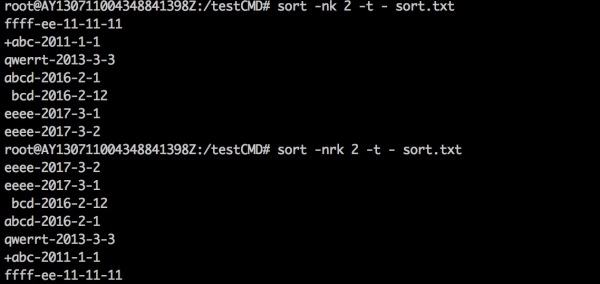 root@AY130711004348841398Z:/testCMD# sort -nk 2 -t - sort.txt
ffff-ee-11-11-11
+abc-2011-1-1
qwerrt-2013-3-3
abcd-2016-2-1
 bcd-2016-2-12
eeee-2017-3-1
eeee-2017-3-2
root@AY130711004348841398Z:/testCMD# sort -nrk 2 -t - sort.txt
eeee-2017-3-2
eeee-2017-3-1
 bcd-2016-2-12
abcd-2016-2-1
qwerrt-2013-3-3
+abc-2011-1-1
ffff-ee-11-11-11